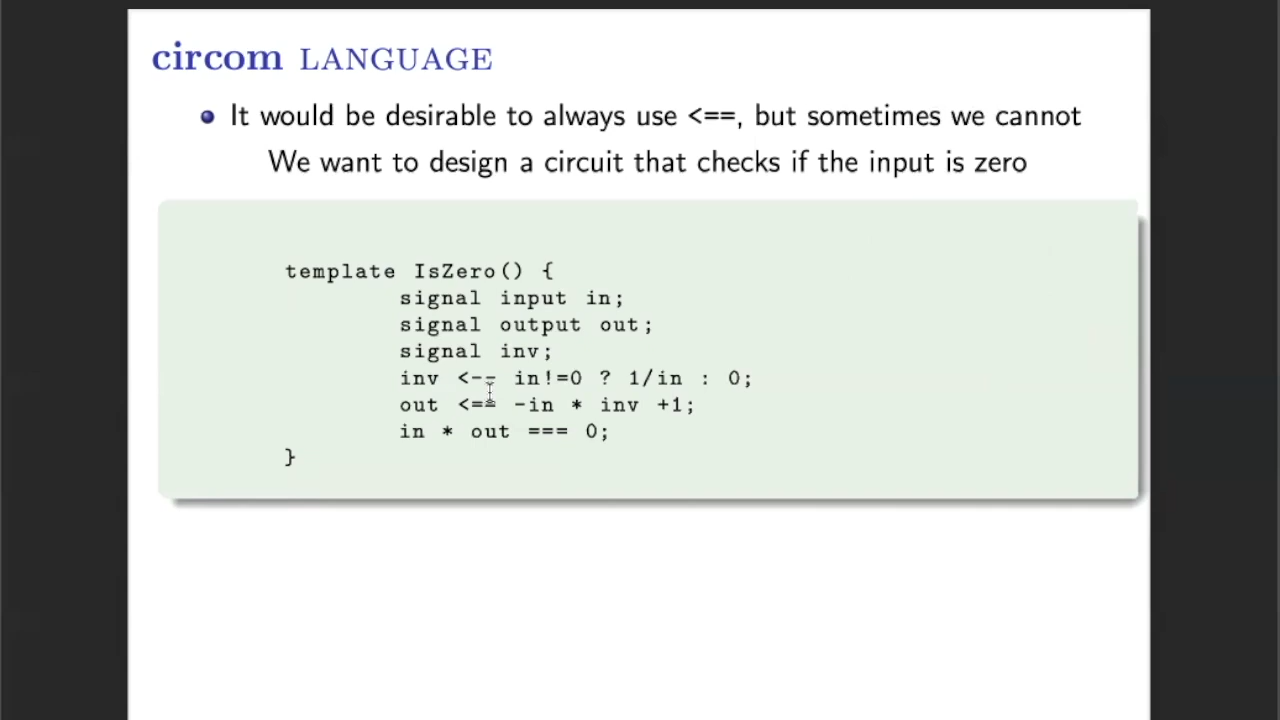 circom LANGUAGE
It would be desirable to always use <==, but sometimes we cannot
We want to design a circuit that checks if the input is zero
template IsZero() {
signal input in;
signal output out;
signal inv;
inv <-- in!=0 ? 1/in : 0;
out <== -in * inv +1;
in * out === 0;
}